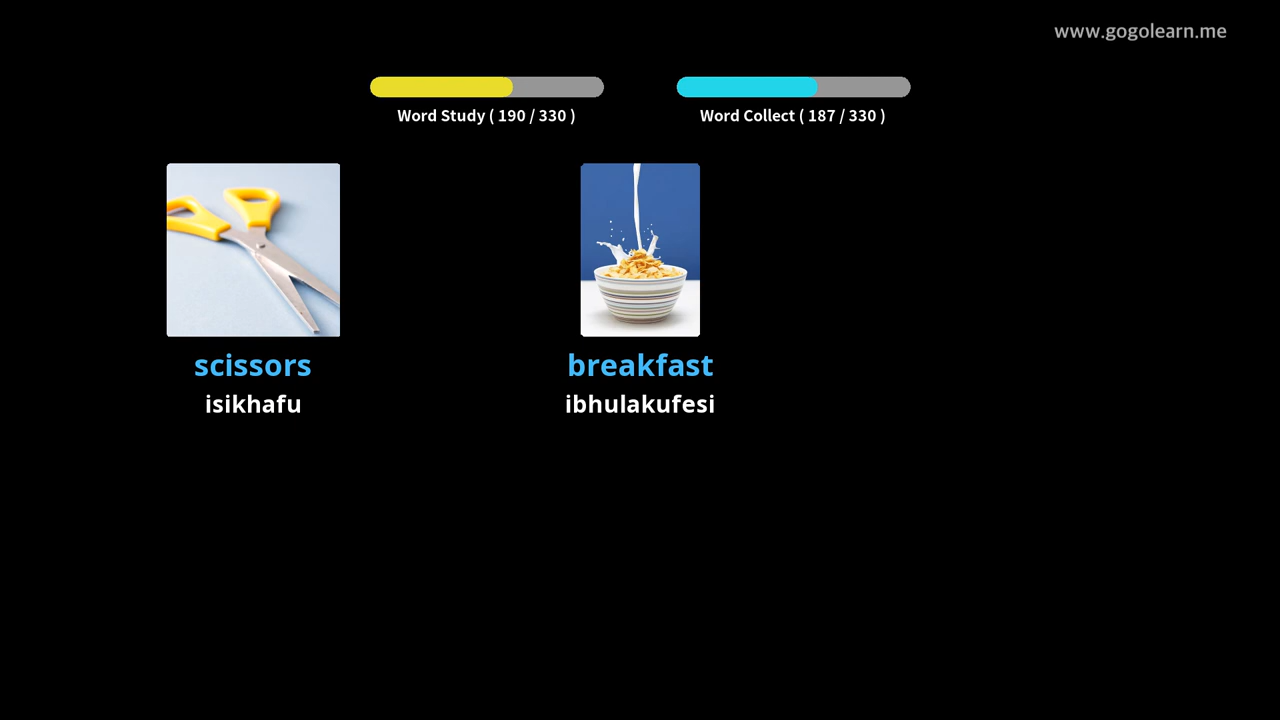 www.gogolearn.me
Word Study ( 190 / 330 )
Word Collect ( 187 / 330 )
scissors
isikhafu
breakfast
ibhulakufesi